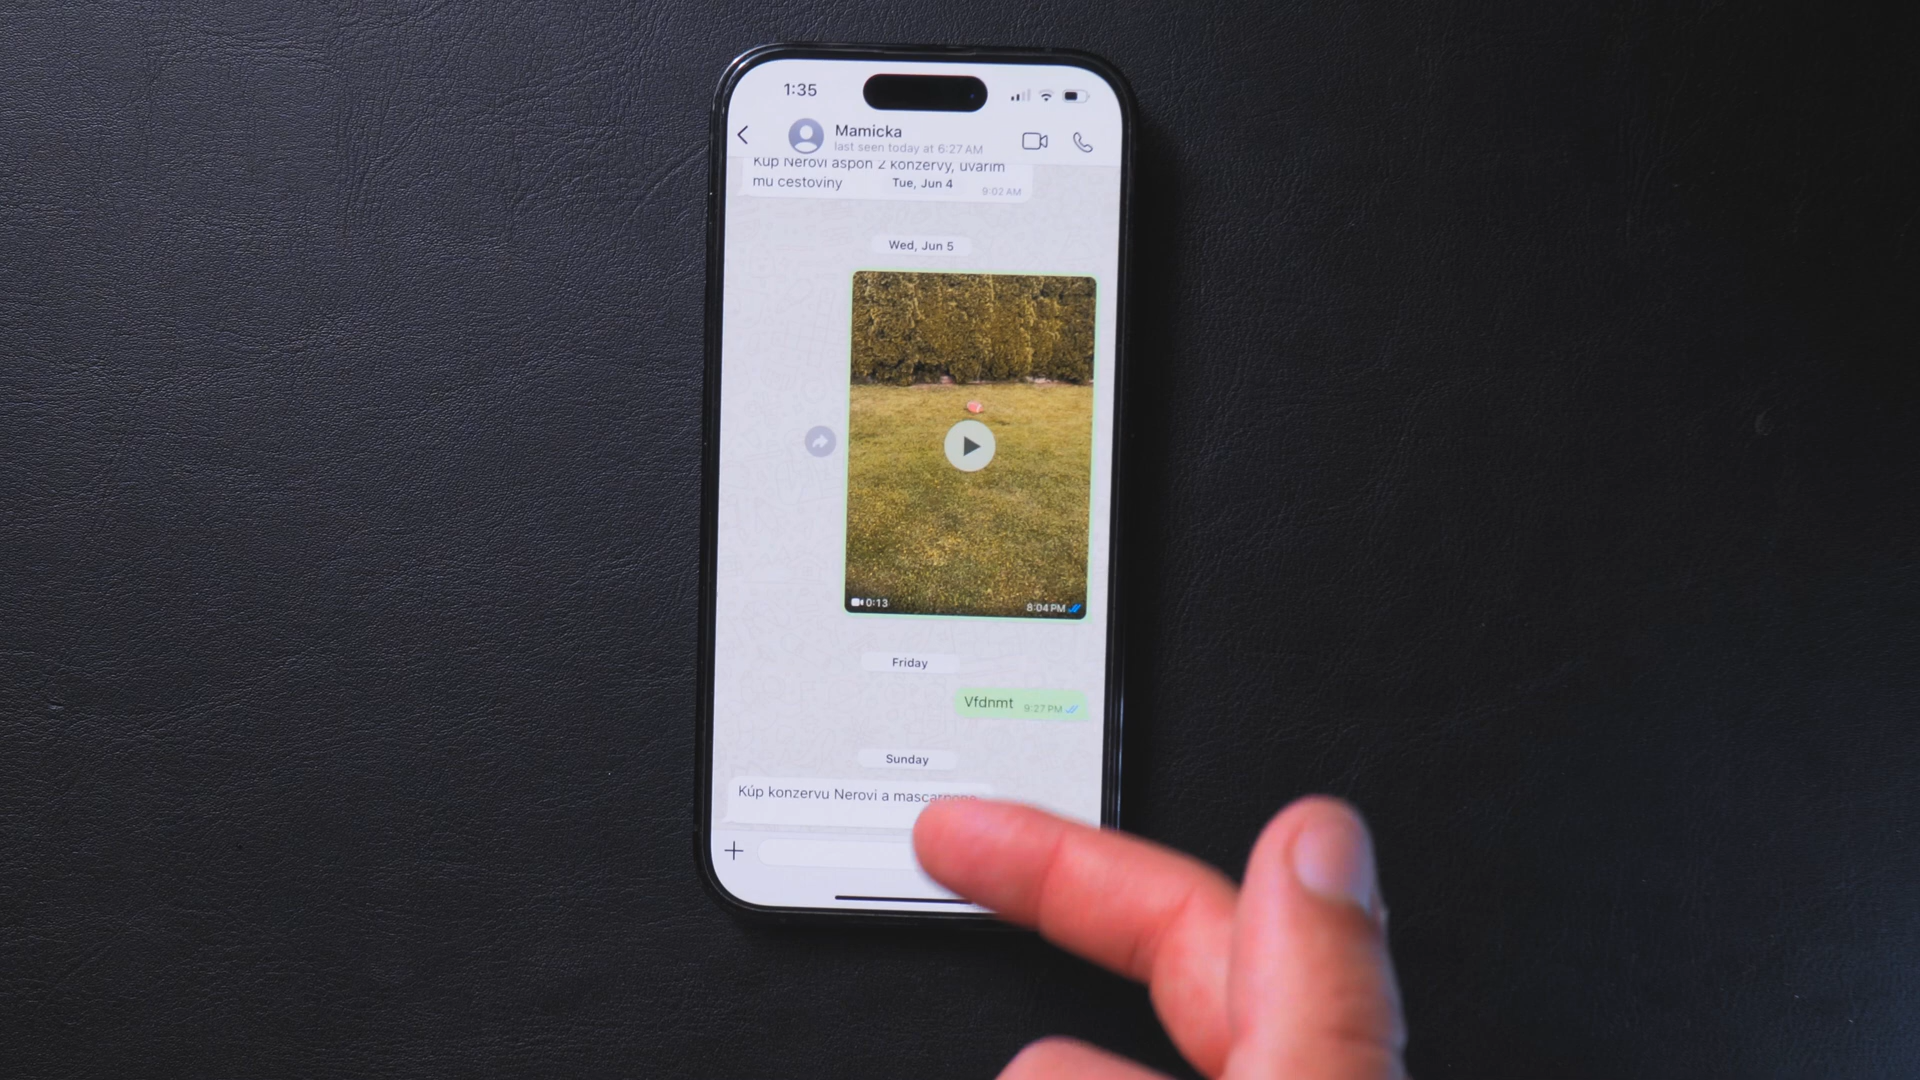 1:35
Mamicka
last seen today at 6:27 AM
Kúp Nerovi aspoň 2 konzervy, uvarím
mu cestoviny
Tue, Jun 4
9:02 AM
Wed, Jun 5
0:13
8:04 PM
Friday
Vfdnmt 9:27 PM
Sunday
Kúp konzervu Nerovi a mascarpone